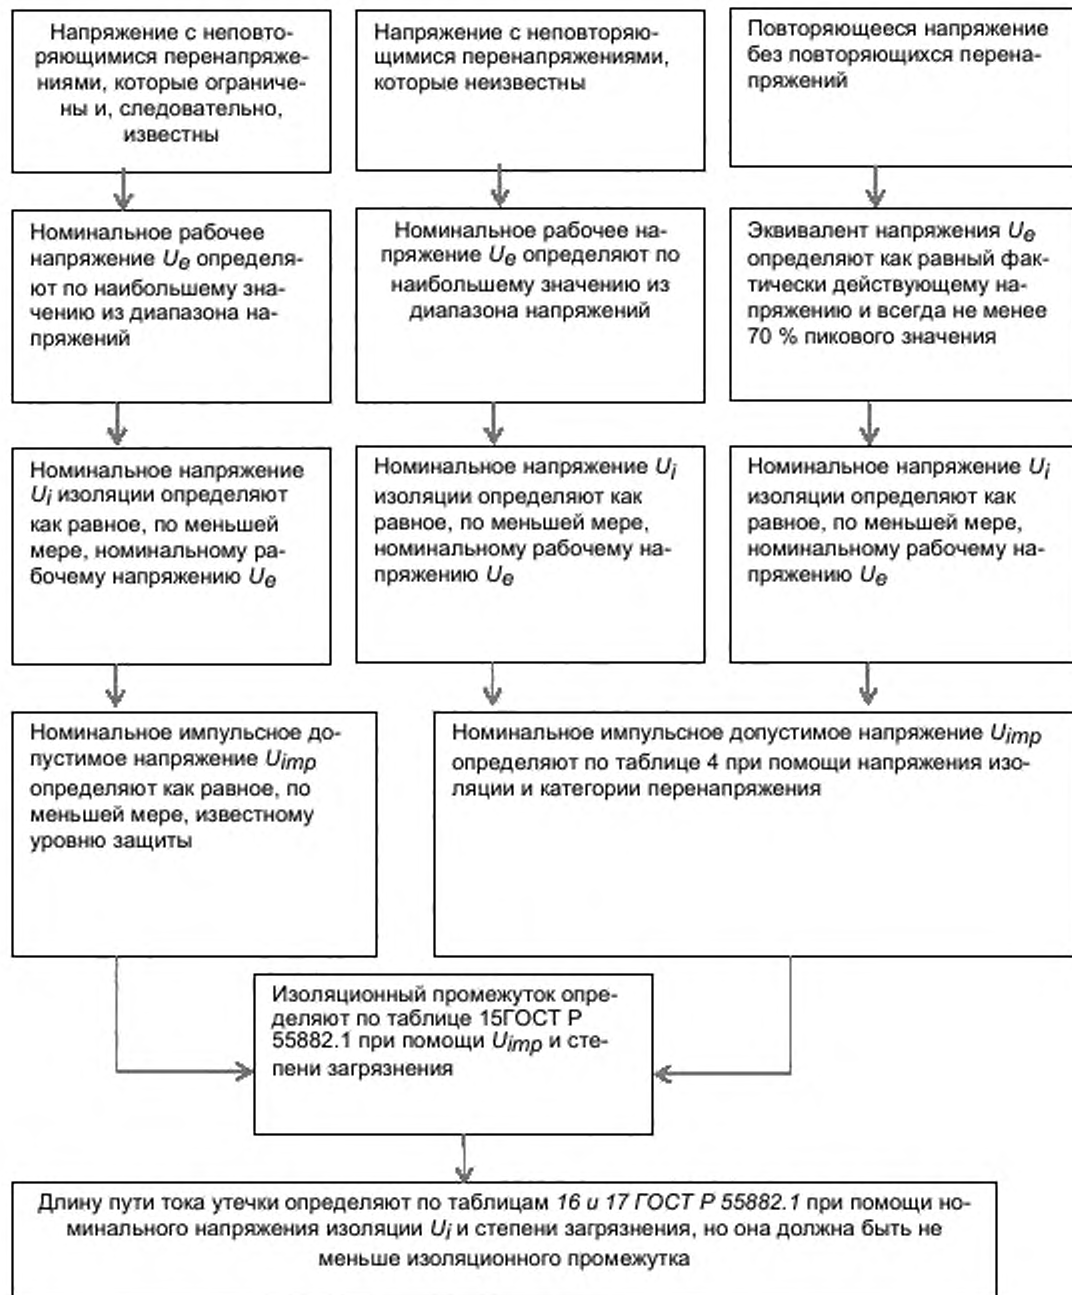 Напряжение с неповто-
ряющимися перенапряже-
ниями, которые ограниче-
ны и, следовательно,
известны
Напряжение с неповторяю-
щимися перенапряжениями,
которые неизвестны
Повторяющееся напряжение
без повторяющихся перена-
пряжений
Номинальное рабочее
напряжение Ue определя-
ют по наибольшему зна-
чению из диапазона на-
пряжений
Номинальное рабочее на-
пряжение Ue определяют по
наибольшему значению из
диапазона напряжений
Эквивалент напряжения Ue
определяют как равный фак-
тически действующему на-
пряжению и всегда не менее
70 % пикового значения
Номинальное напряжение
Ui изоляции определяют
как равное, по меньшей
мере, номинальному ра-
бочему напряжению Ue
Номинальное напряжение Ui
изоляции определяют как
равное, по меньшей мере,
номинальному рабочему на-
пряжению Ue
Номинальное напряжение Ui
изоляции определяют как
равное, по меньшей мере,
номинальному рабочему на-
пряжению Ue
Номинальное импульсное до-
пустимое напряжение Uimp
определяют как равное, по
меньшей мере, известному
уровню защиты
Номинальное импульсное допустимое напряжение Uimp
определяют по таблице 4 при помощи напряжения изо-
ляции и категории перенапряжения
Изоляционный промежуток опре-
деляют по таблице 15ГОСТ Р
55882.1 при помощи Uimp и сте-
пени загрязнения
Длину пути тока утечки определяют по таблицам 16 и 17 ГОСТ Р 55882.1 при помощи но-
минального напряжения изоляции Ui и степени загрязнения, но она должна быть не
меньше изоляционного промежутка